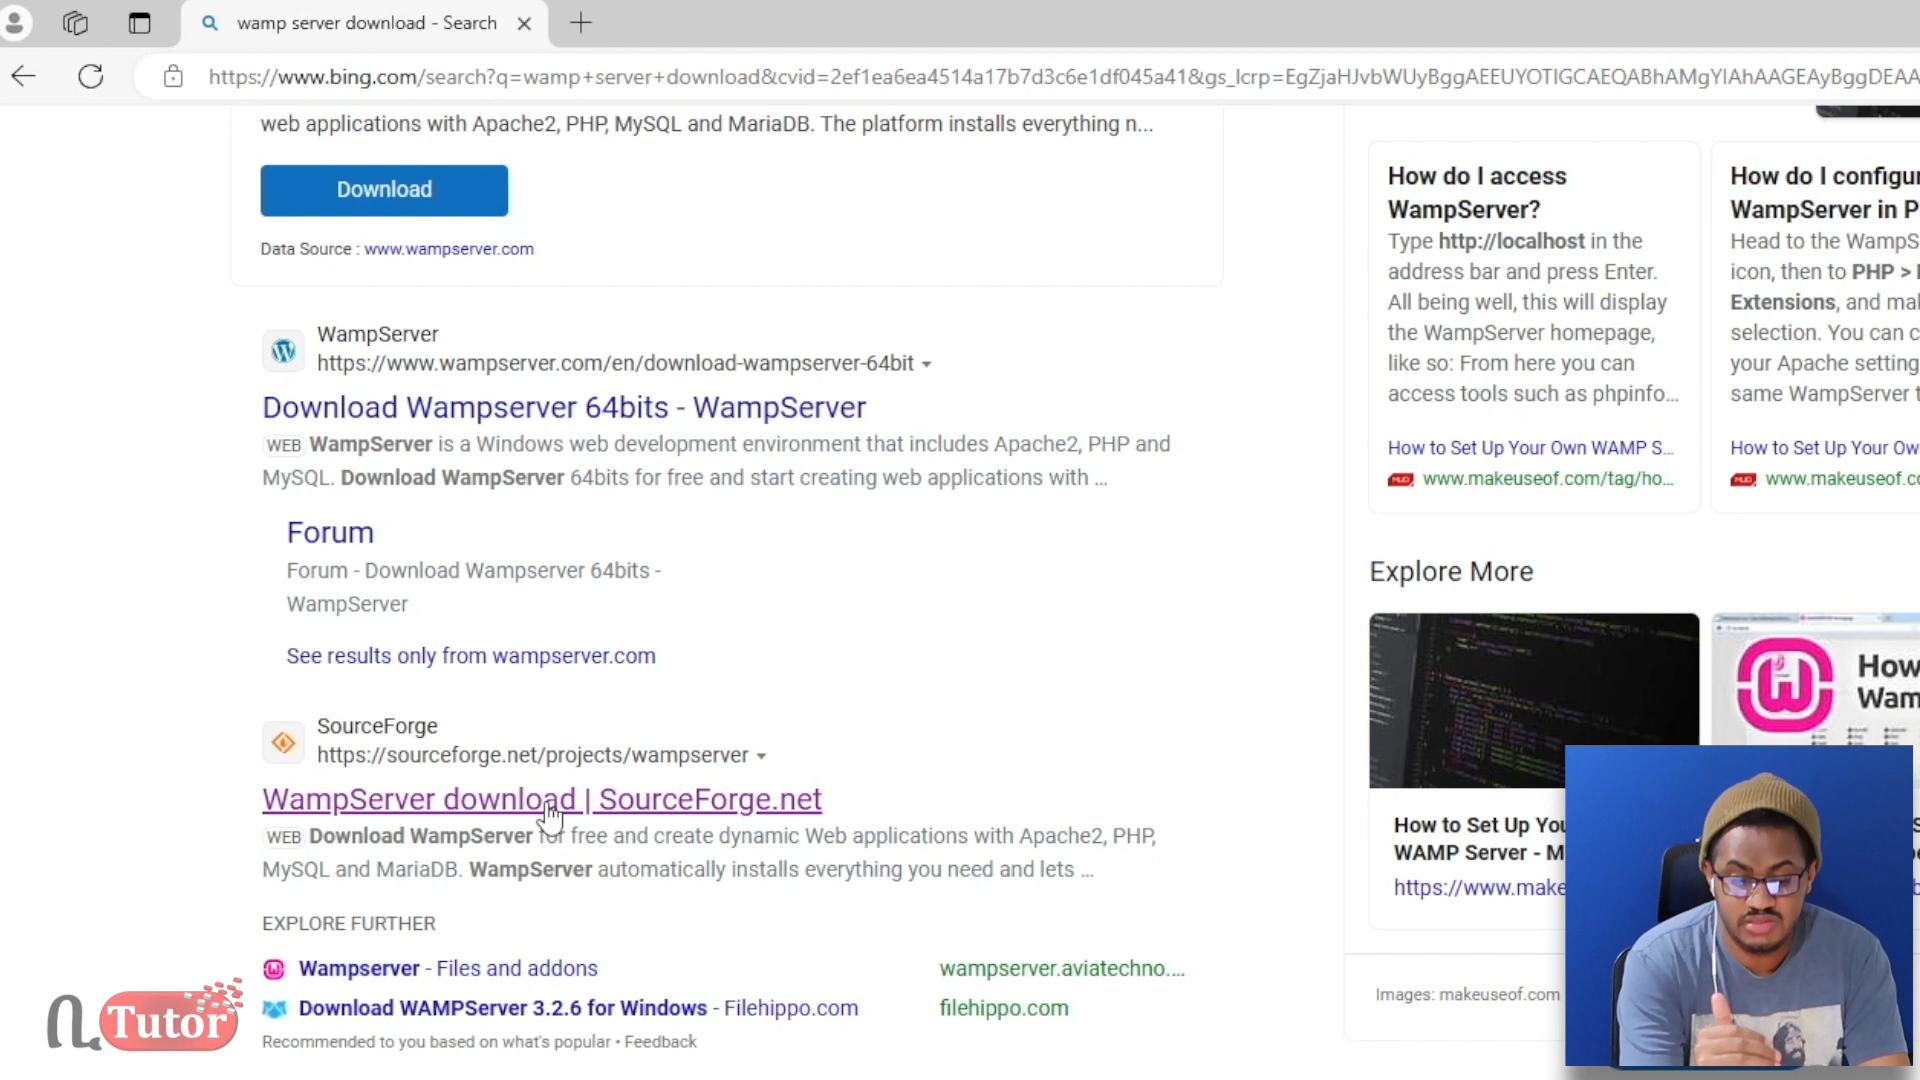 wamp server download - Search
https://www.bing.com/search?q=wamp+server+download&cvid=2ef1ea6ea4514a17b7d3c6e1df045a41&gs_lcrp=EgZjaHJvbWUyBggAEEUYOTIGCAEQABhAMgYIAhAAGEAyBggDEAA
web applications with Apache2, PHP, MySQL and MariaDB. The platform installs everything n...
Download
Data Source : www.wampserver.com
WampServer
https://www.wampserver.com/en/download-wampserver-64bit
Download Wampserver 64bits - WampServer
WEB WampServer is a Windows web development environment that includes Apache2, PHP and
MySQL. Download WampServer 64bits for free and start creating web applications with ...
Forum
Forum - Download Wampserver 64bits -
WampServer
See results only from wampserver.com
SourceForge
https://sourceforge.net/projects/wampserver
WampServer download | SourceForge.net
WEB Download WampServer for free and create dynamic Web applications with Apache2, PHP,
MySQL and MariaDB. WampServer automatically installs everything you need and lets ...
EXPLORE FURTHER
Wampserver - Files and addons
wampserver.aviatechno....
Download WAMPServer 3.2.6 for Windows - Filehippo.com
filehippo.com
Recommended to you based on what's popular • Feedback
How do I access
WampServer?
Type http://localhost in the
address bar and press Enter.
All being well, this will display
the WampServer homepage,
like so: From here you can
access tools such as phpinfo...
How to Set Up Your Own WAMP S...
www.makeuseof.com/tag/ho...
How do I configur
WampServer in P
Head to the WampS
icon, then to PHP >
Extensions, and mal
selection. You can c
your Apache setting
same WampServer t
How to Set Up Your Ow
www.makeuseof.c
Explore More
How
Wam
How to Set Up You
WAMP Server - M
https://www.make
Images: makeuseof.com
n Tutor